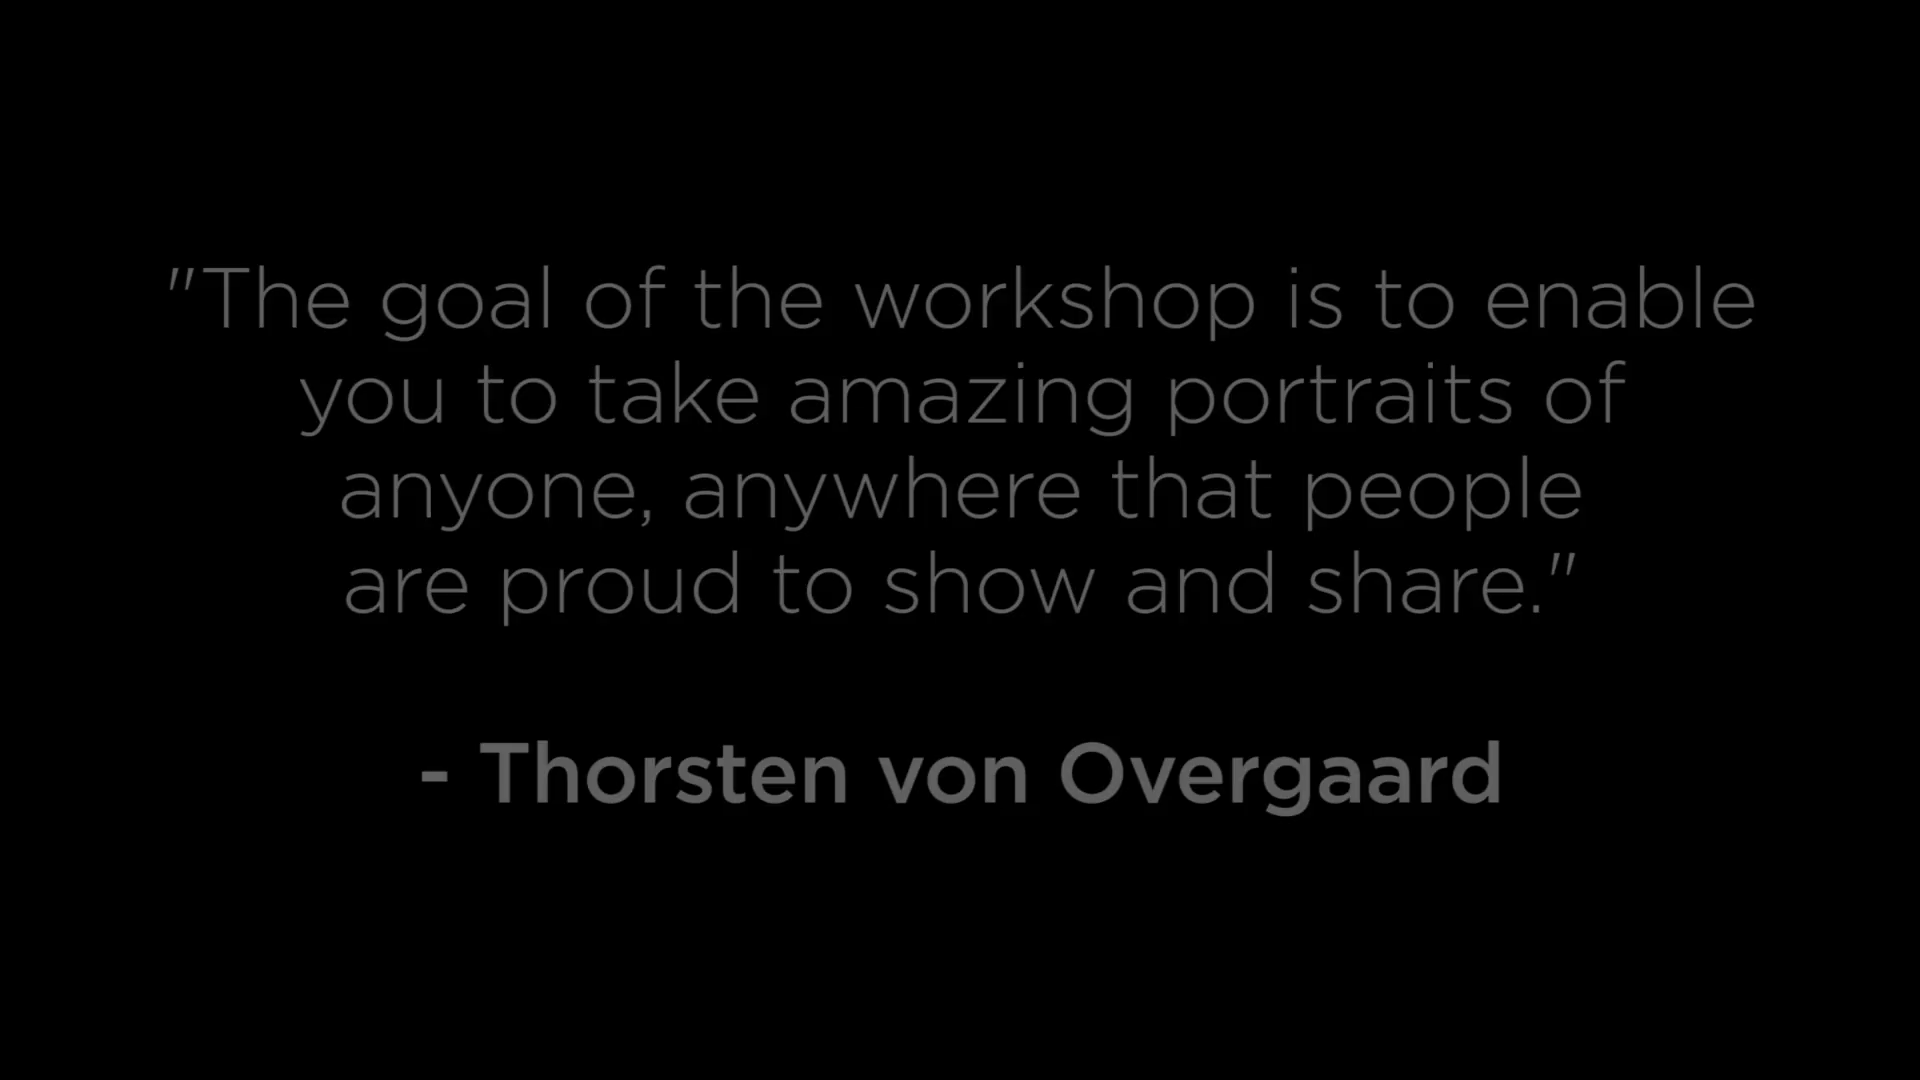 "The goal of the workshop is to enable
you to take amazing portraits of
anyone, anywhere that people
are proud to show and share."
- Thorsten von Overgaard